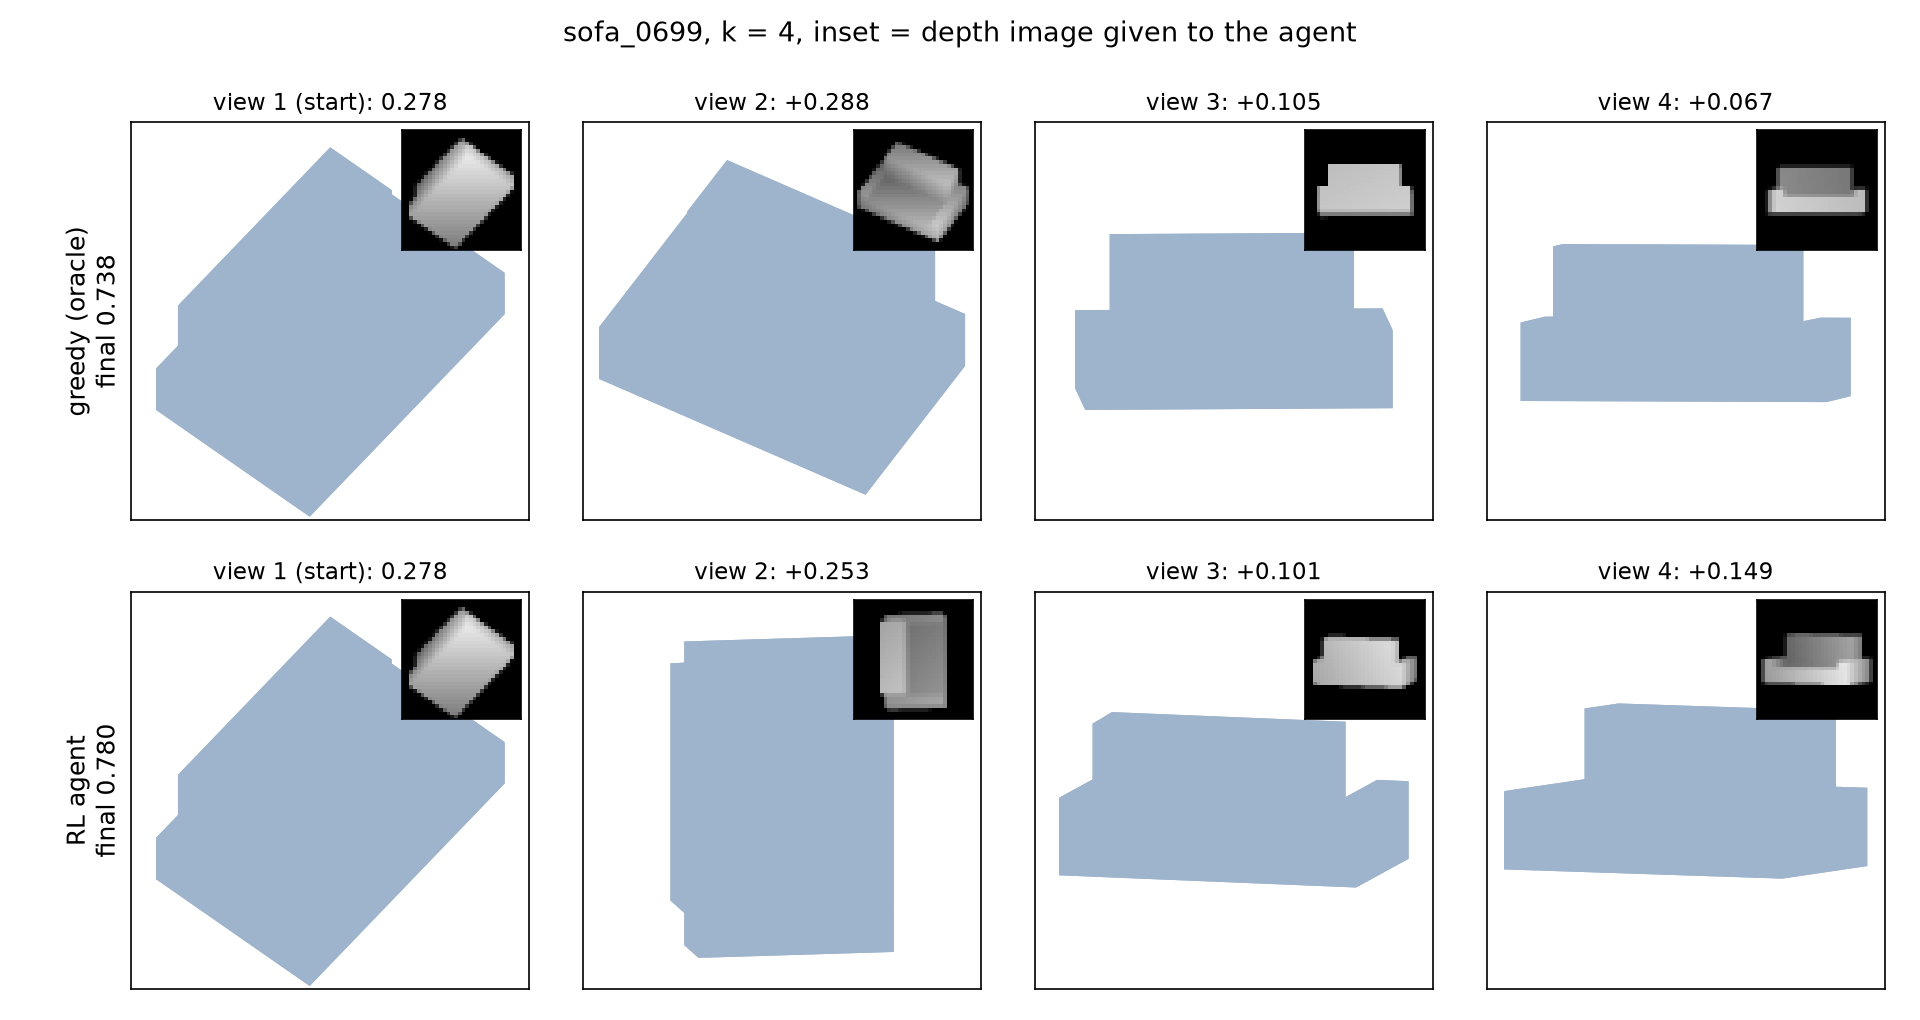 sofa_0699, k = 4, inset = depth image given to the agent
view 1 (start): 0.278
view 2: +0.288
view 3: +0.105
view 4: +0.067
greedy (oracle)
final 0.738
view 1 (start): 0.278
view 2: +0.253
view 3: +0.101
view 4: +0.149
RL agent
final 0.780